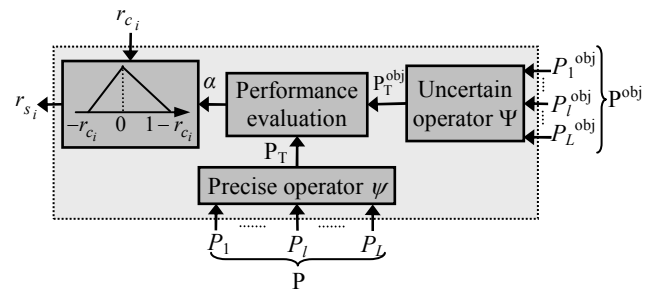 r_{c_i}
r_{s_i}
−r_{c_i} 0 1 − r_{c_i}
α
Performance
evaluation
P_T^{obj}
Uncertain
operator Ψ
P_1^{obj}
P_l^{obj}
P_L^{obj}
P^{obj}
P_T
Precise operator ψ
P_1 ........ P_l ........ P_L
P